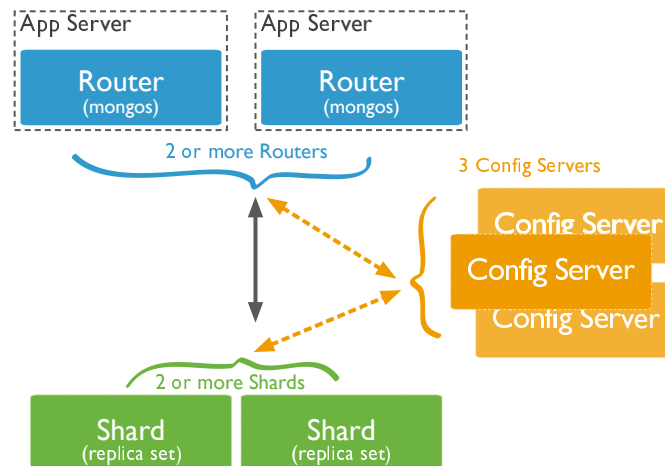 App Server
App Server
Router
(mongos)
Router
(mongos)
2 or more Routers
3 Config Servers
Config Server
Config Server
Config Server
2 or more Shards
Shard
(replica set)
Shard
(replica set)